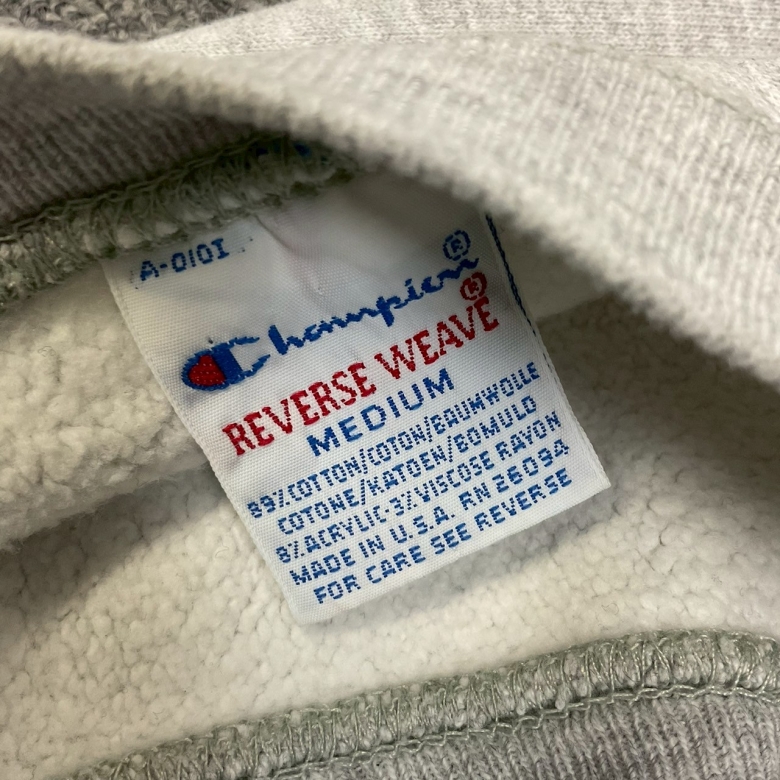 A-0101
Champion®
REVERSE WEAVE®
MEDIUM
89%COTTON/COTON/BAUMWOLLE
COTONE/KATOEN/BOMULD
8%ACRYLIC-3%VISCOSE RAYON
MADE IN U.S.A. RN 26094
FOR CARE SEE REVERSE